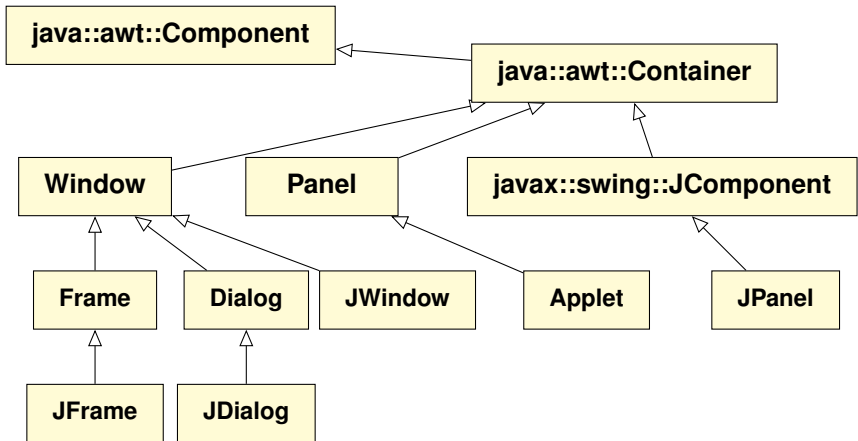 java::awt::Component
java::awt::Container
Window
Panel
javax::swing::JComponent
Frame
Dialog
JWindow
Applet
JPanel
JFrame
JDialog